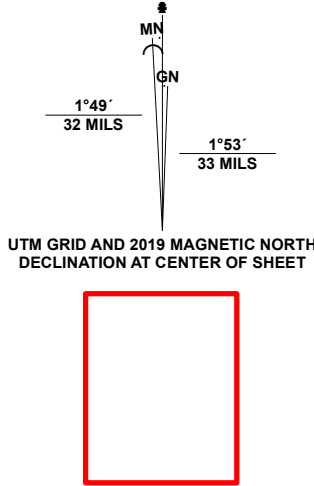 MN
GN
1°49´
32 MILS
1°53´
33 MILS
UTM GRID AND 2019 MAGNETIC NORTH
DECLINATION AT CENTER OF SHEET